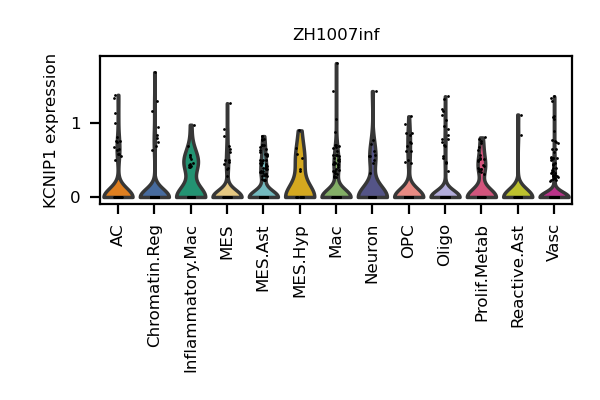 ZH1007inf
KCNIP1 expression
1
0
AC
Chromatin.Reg
Inflammatory.Mac
MES
MES.Ast
MES.Hyp
Mac
Neuron
OPC
Oligo
Prolif.Metab
Reactive.Ast
Vasc